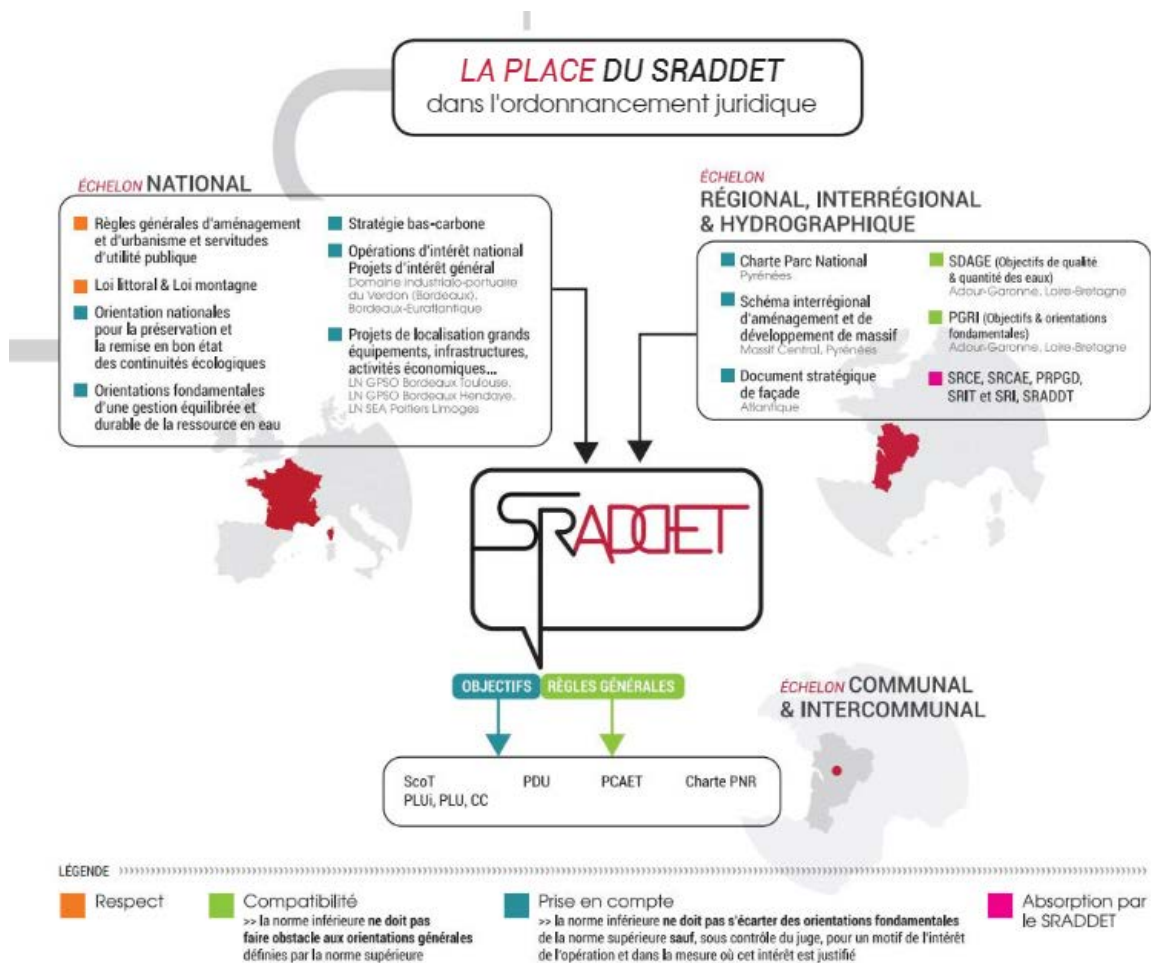 LA PLACE DU SRADDET
dans l'ordonnancement juridique
ÉCHELON NATIONAL
Règles générales d'aménagement
et d'urbanisme et servitudes
d'utilité publique
Loi littoral & Loi montagne
Orientation nationales
pour la préservation et
la remise en bon état
des continuités écologiques
Orientations fondamentales
d'une gestion équilibrée et
durable de la ressource en eau
Stratégie bas-carbone
Opérations d'intérêt national
Projets d'intérêt général
Domaine industrialo-portuaire
du Verdon (Bordeaux),
Bordeaux-Euratlantique
Projets de localisation grands
équipements, infrastructures,
activités économiques...
LN GPSO Bordeaux Toulouse,
LN GPSO Bordeaux Hendaye,
LN SEA Poitiers Limoges
ÉCHELON
RÉGIONAL, INTERRÉGIONAL
& HYDROGRAPHIQUE
Charte Parc National
Pyrénées
Schéma interrégional
d'aménagement et de
développement de massif
Massif Central, Pyrénées
Document stratégique
de façade
Atlantique
SDAGE (Objectifs de qualité
& quantité des eaux)
Adour-Garonne, Loire-Bretagne
PGRI (Objectifs & orientations
fondamentales)
Adour-Garonne, Loire-Bretagne
SRCE, SRCAE, PRPGD,
SRIT et SRI, SRADDT
SRADDET
OBJECTIFS RÈGLES GÉNÉRALES
ÉCHELON COMMUNAL
& INTERCOMMUNAL
ScoT PDU PCAET Charte PNR
PLUi, PLU, CC
LÉGENDE
Respect
Compatibilité
>> la norme inférieure ne doit pas
faire obstacle aux orientations générales
définies par la norme supérieure
Prise en compte
>> la norme inférieure ne doit pas s'écarter des orientations fondamentales
de la norme supérieure sauf, sous contrôle du juge, pour un motif de l'intérêt
de l'opération et dans la mesure où cet intérêt est justifié
Absorption par
le SRADDET